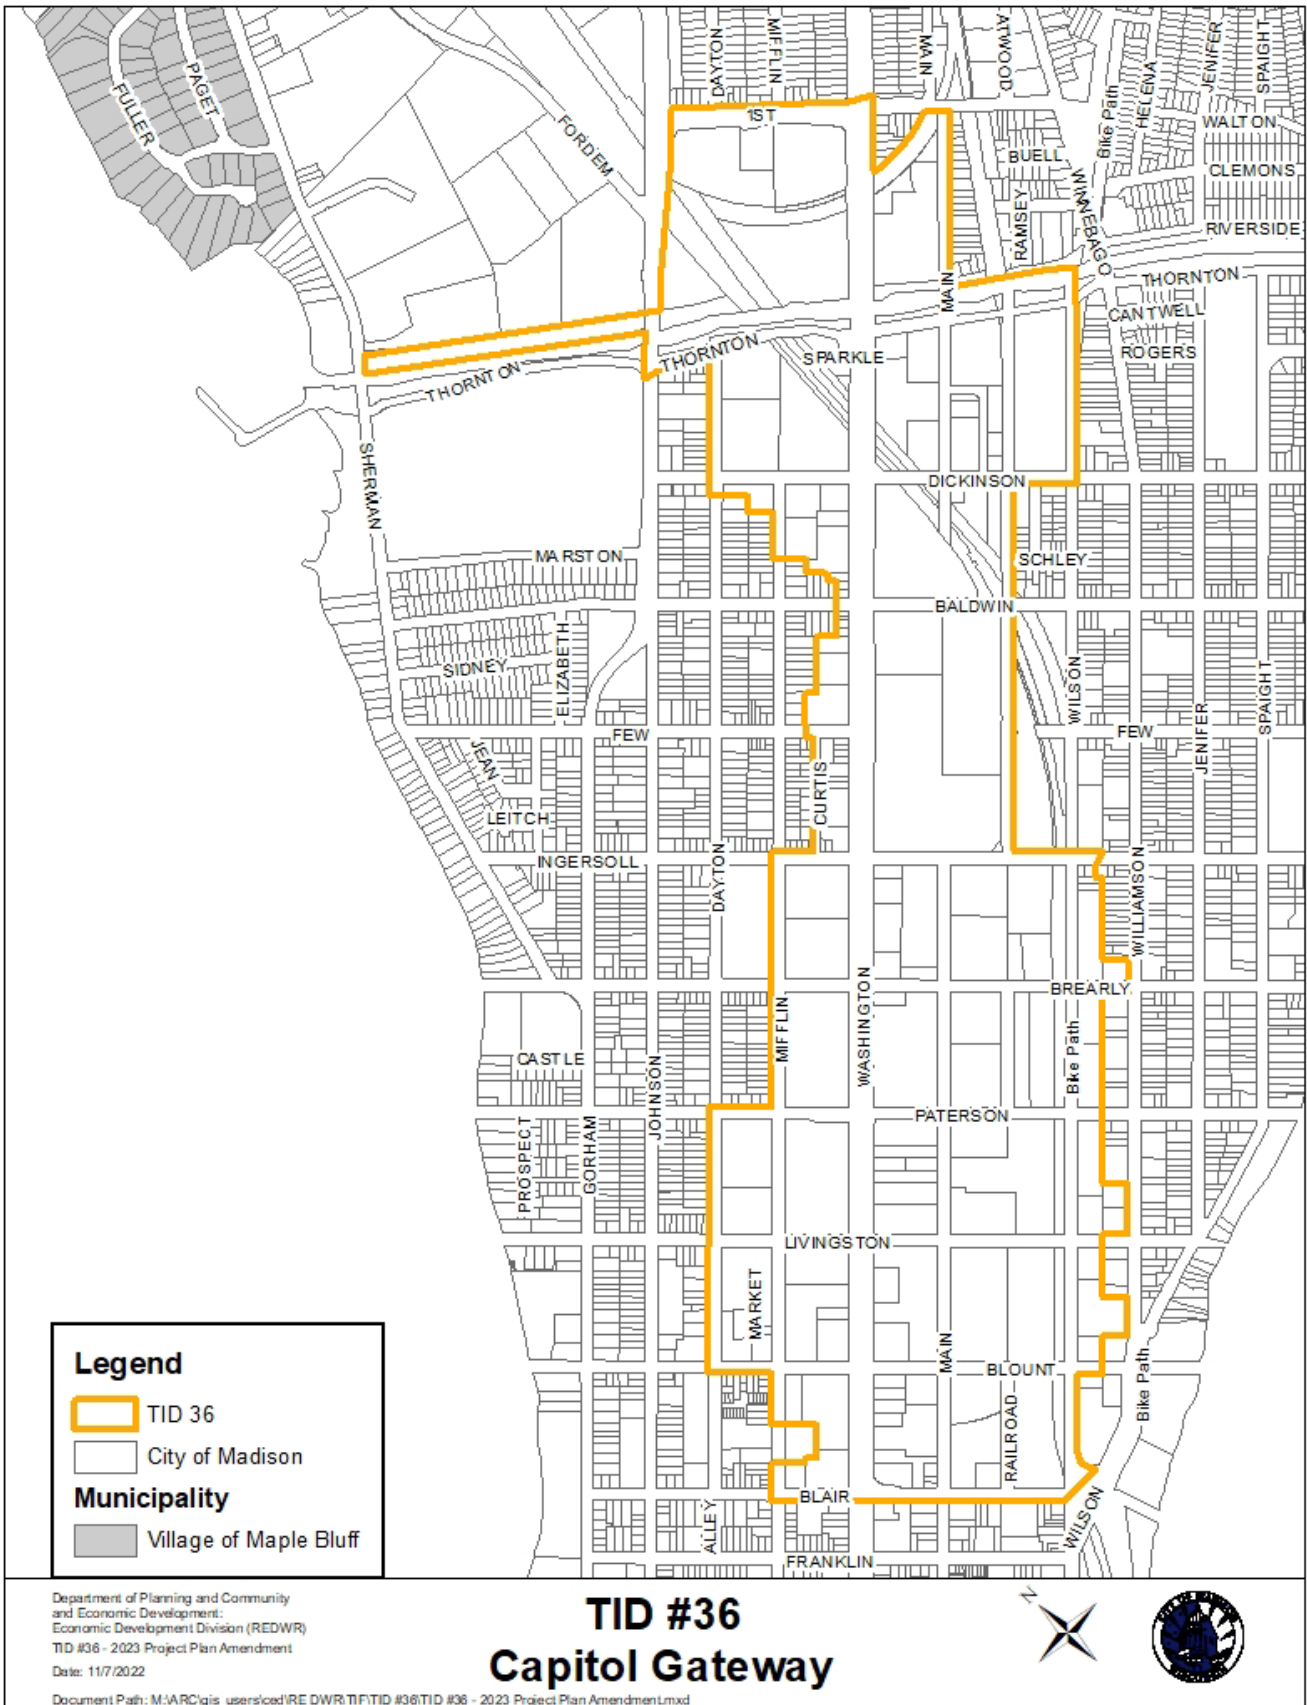 DAYTON
MIFFLIN
MAIN
ATWOOD
JENIFER
SPAIGHT
PAGET
FULLER
FORDEM
1ST
Bike Path
HELENA
WALTON
BUELL
CLEMONS
WINNEBAGO
RAMSEY
RIVERSIDE
THORNTON
MAIN
CANTWELL
THORNTON
SPARKLE
ROGERS
THORNTON
SHERMAN
DICKINSON
MARSTON
SCHLEY
BALDWIN
ELIZABETH
SIDNEY
WILSON
SPAIGHT
FEW
FEW
JENIFER
JEAN
CURTIS
LEITCH
INGERSOLL
DAYTON
WILLIAMSON
BREARLY
MIFFLIN
WASHINGTON
Bike Path
CASTLE
JOHNSON
PATERSON
PROSPECT
GORHAM
LIVINGSTON
MARKET
MAIN
BLOUNT
Bike Path
RAILROAD
BLAIR
ALLEY
WILSON
FRANKLIN
Legend
TID 36
City of Madison
Municipality
Village of Maple Bluff
Department of Planning and Community
and Economic Development:
Economic Development Division (REDWR)
TID #36 - 2023 Project Plan Amendment
Date: 11/7/2022
Document Path: M:\ARC\gis_users\ced\REDWR\TIF\TID #36\TID #36 - 2023 Project Plan Amendment.mxd
TID #36
Capitol Gateway
N